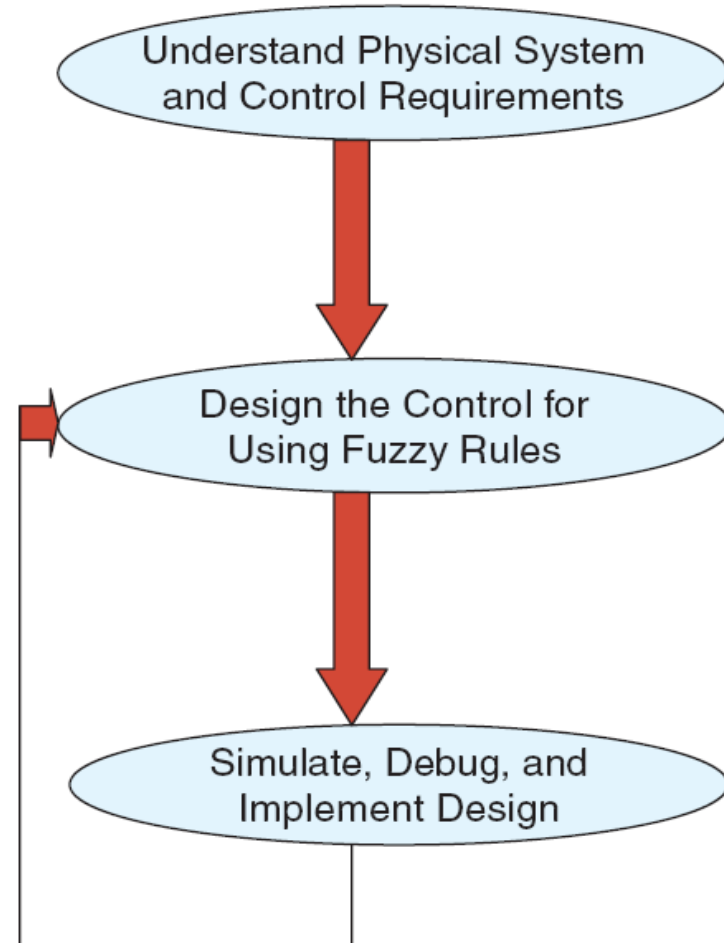 Understand Physical System
and Control Requirements
Design the Control for
Using Fuzzy Rules
Simulate, Debug, and
Implement Design